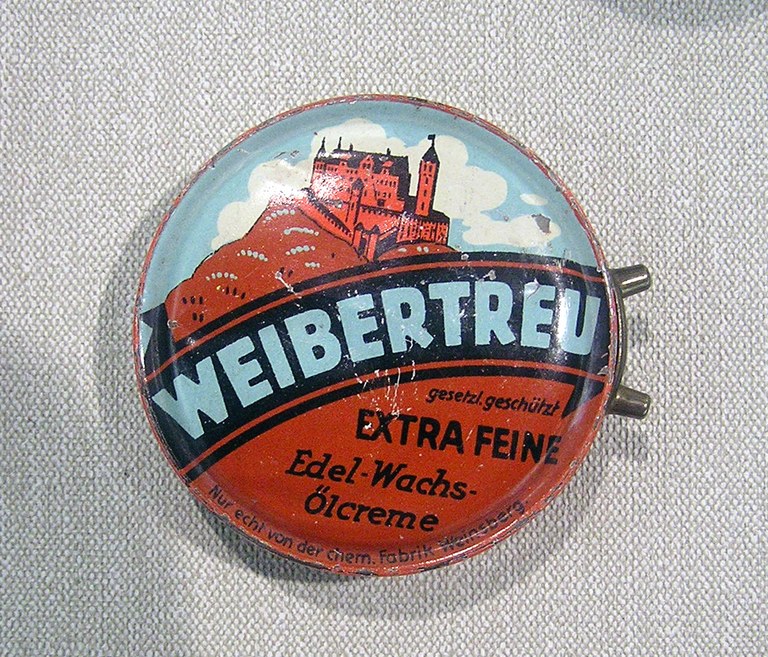 WEIBERTREU
gesetzl. geschützt
EXTRA FEINE
Edel-Wachs-
Ölcreme
Nur echt von der chem. Fabrik Weinsberg.